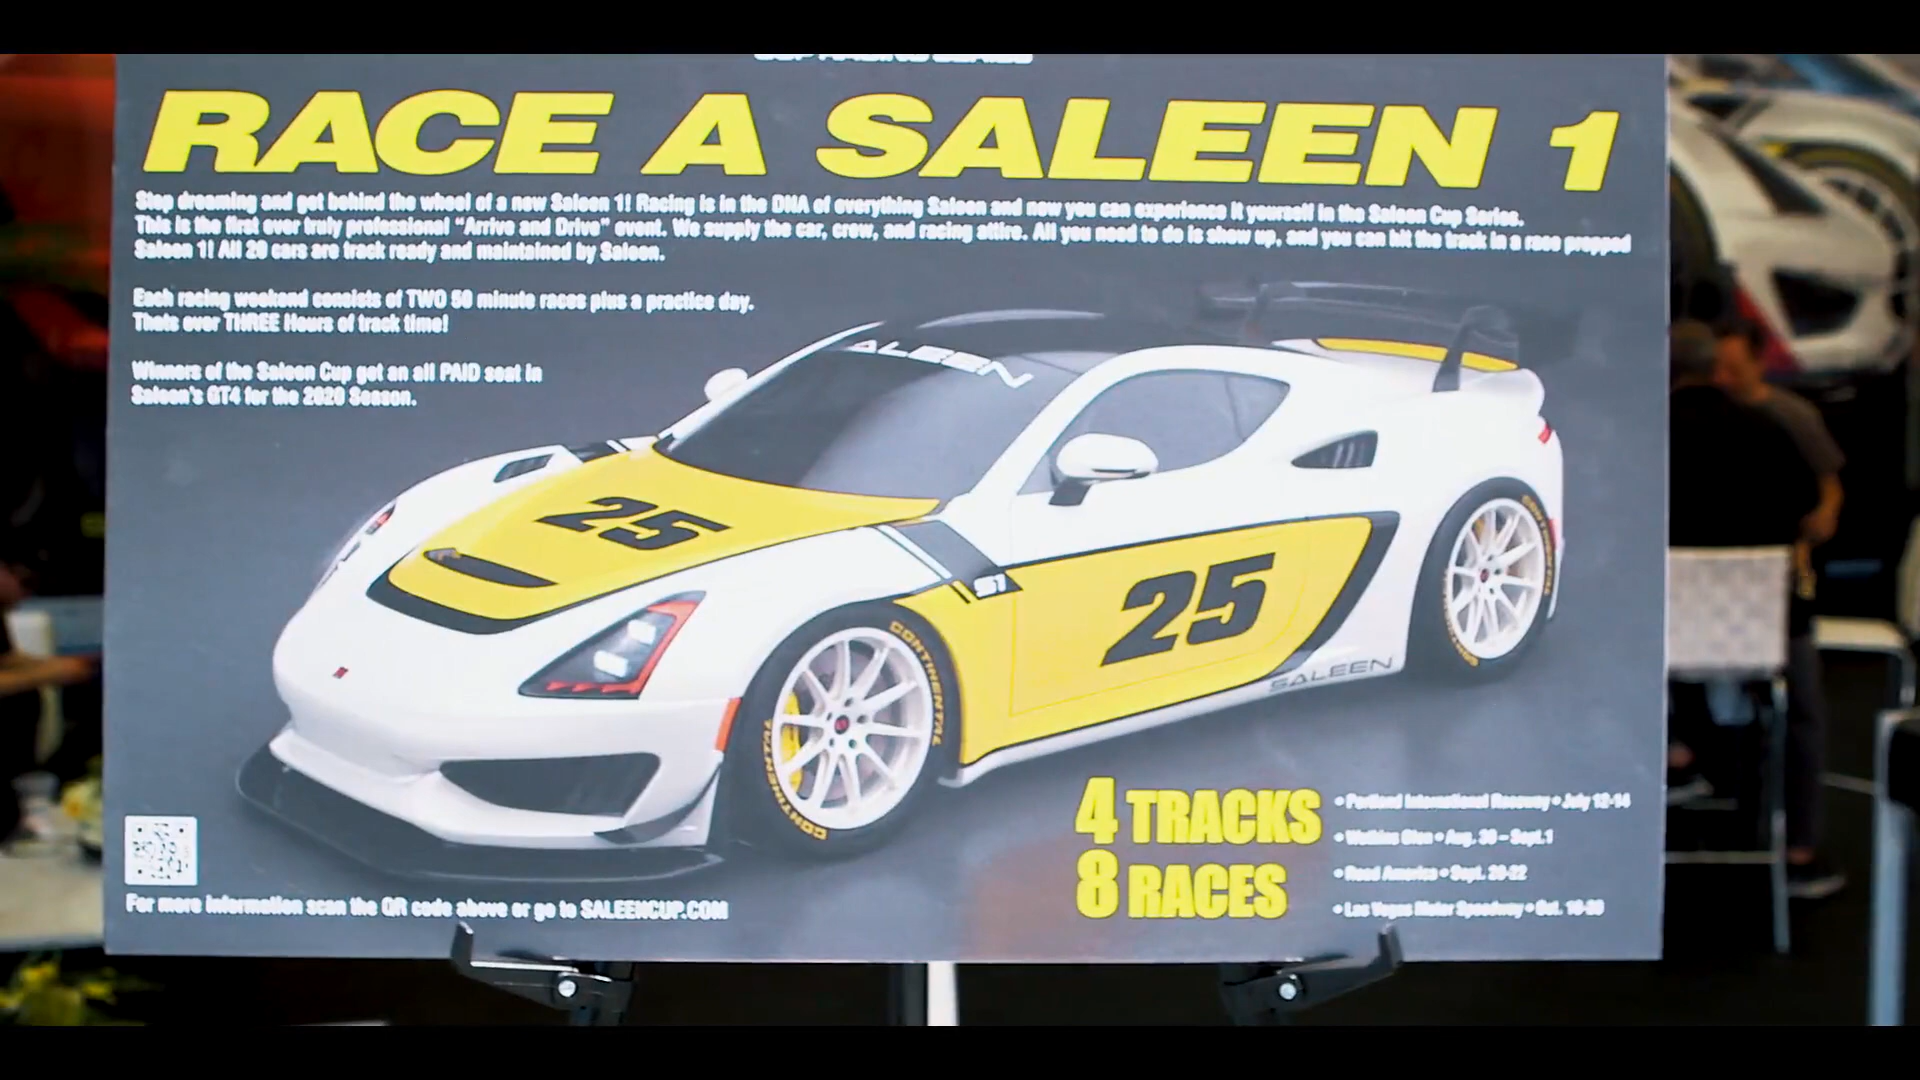 RACE A SALEEN 1
Stop dreaming and get behind the wheel of a new Saleen 1! Racing is in the DNA of everything Saleen and now you can experience it yourself in the Saleen Cup Series.
This is the first ever truly professional "Arrive and Drive" event. We supply the car, crew, and racing attire. All you need to do is show up, and you can hit the track in a race prepped
Saleen 1! All 20 cars are track ready and maintained by Saleen.
Each racing weekend consists of TWO 50 minute races plus a practice day.
Thats over THREE Hours of track time!
Winners of the Saleen Cup get an all PAID seat in
Saleen's GT4 for the 2020 Season.
SALEEN
25
S1
25
SALEEN
CONTINENTAL
CONTINENTAL
CONTINENTAL
4 TRACKS
8 RACES
• Portland International Raceway • July 12-14
• Watkins Glen • Aug. 30 – Sept.1
• Road America • Sept. 20-22
• Las Vegas Motor Speedway • Oct.
For more information scan the QR code above or go to SALEENCUP.COM